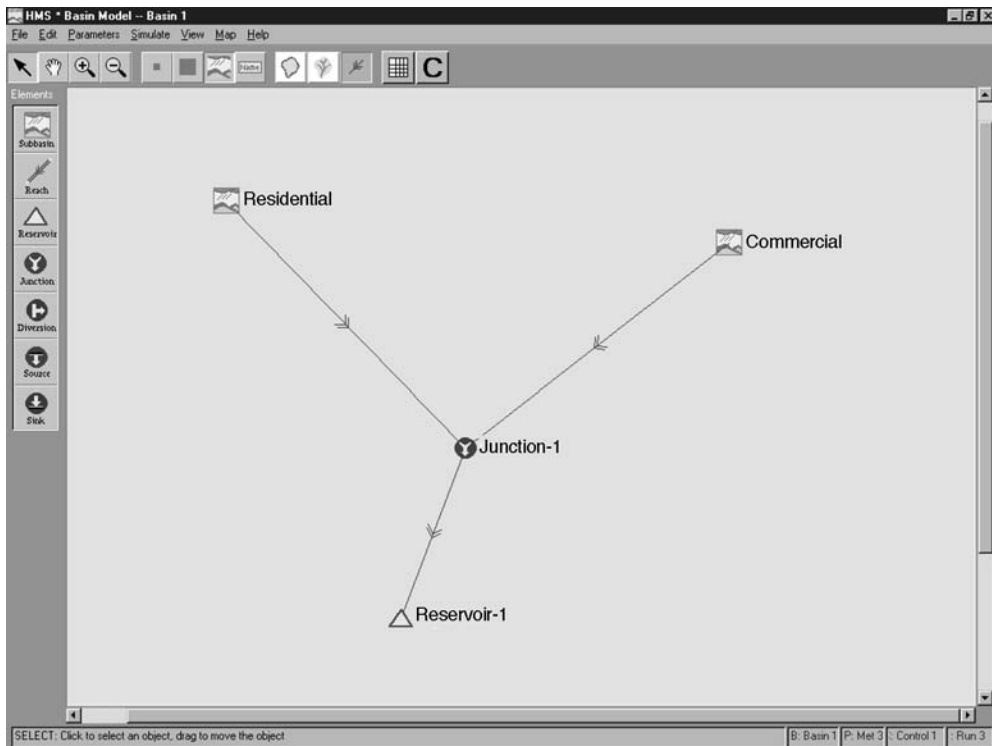 HMS * Basin Model -- Basin 1
File Edit Parameters Simulate View Map Help
Name
C
Elements
Subbasin
Reach
Reservoir
Junction
Diversion
Source
Sink
Residential
Commercial
Junction-1
Reservoir-1
SELECT: Click to select an object, drag to move the object
B: Basin 1 P: Met 3 : Control 1 : Run 3